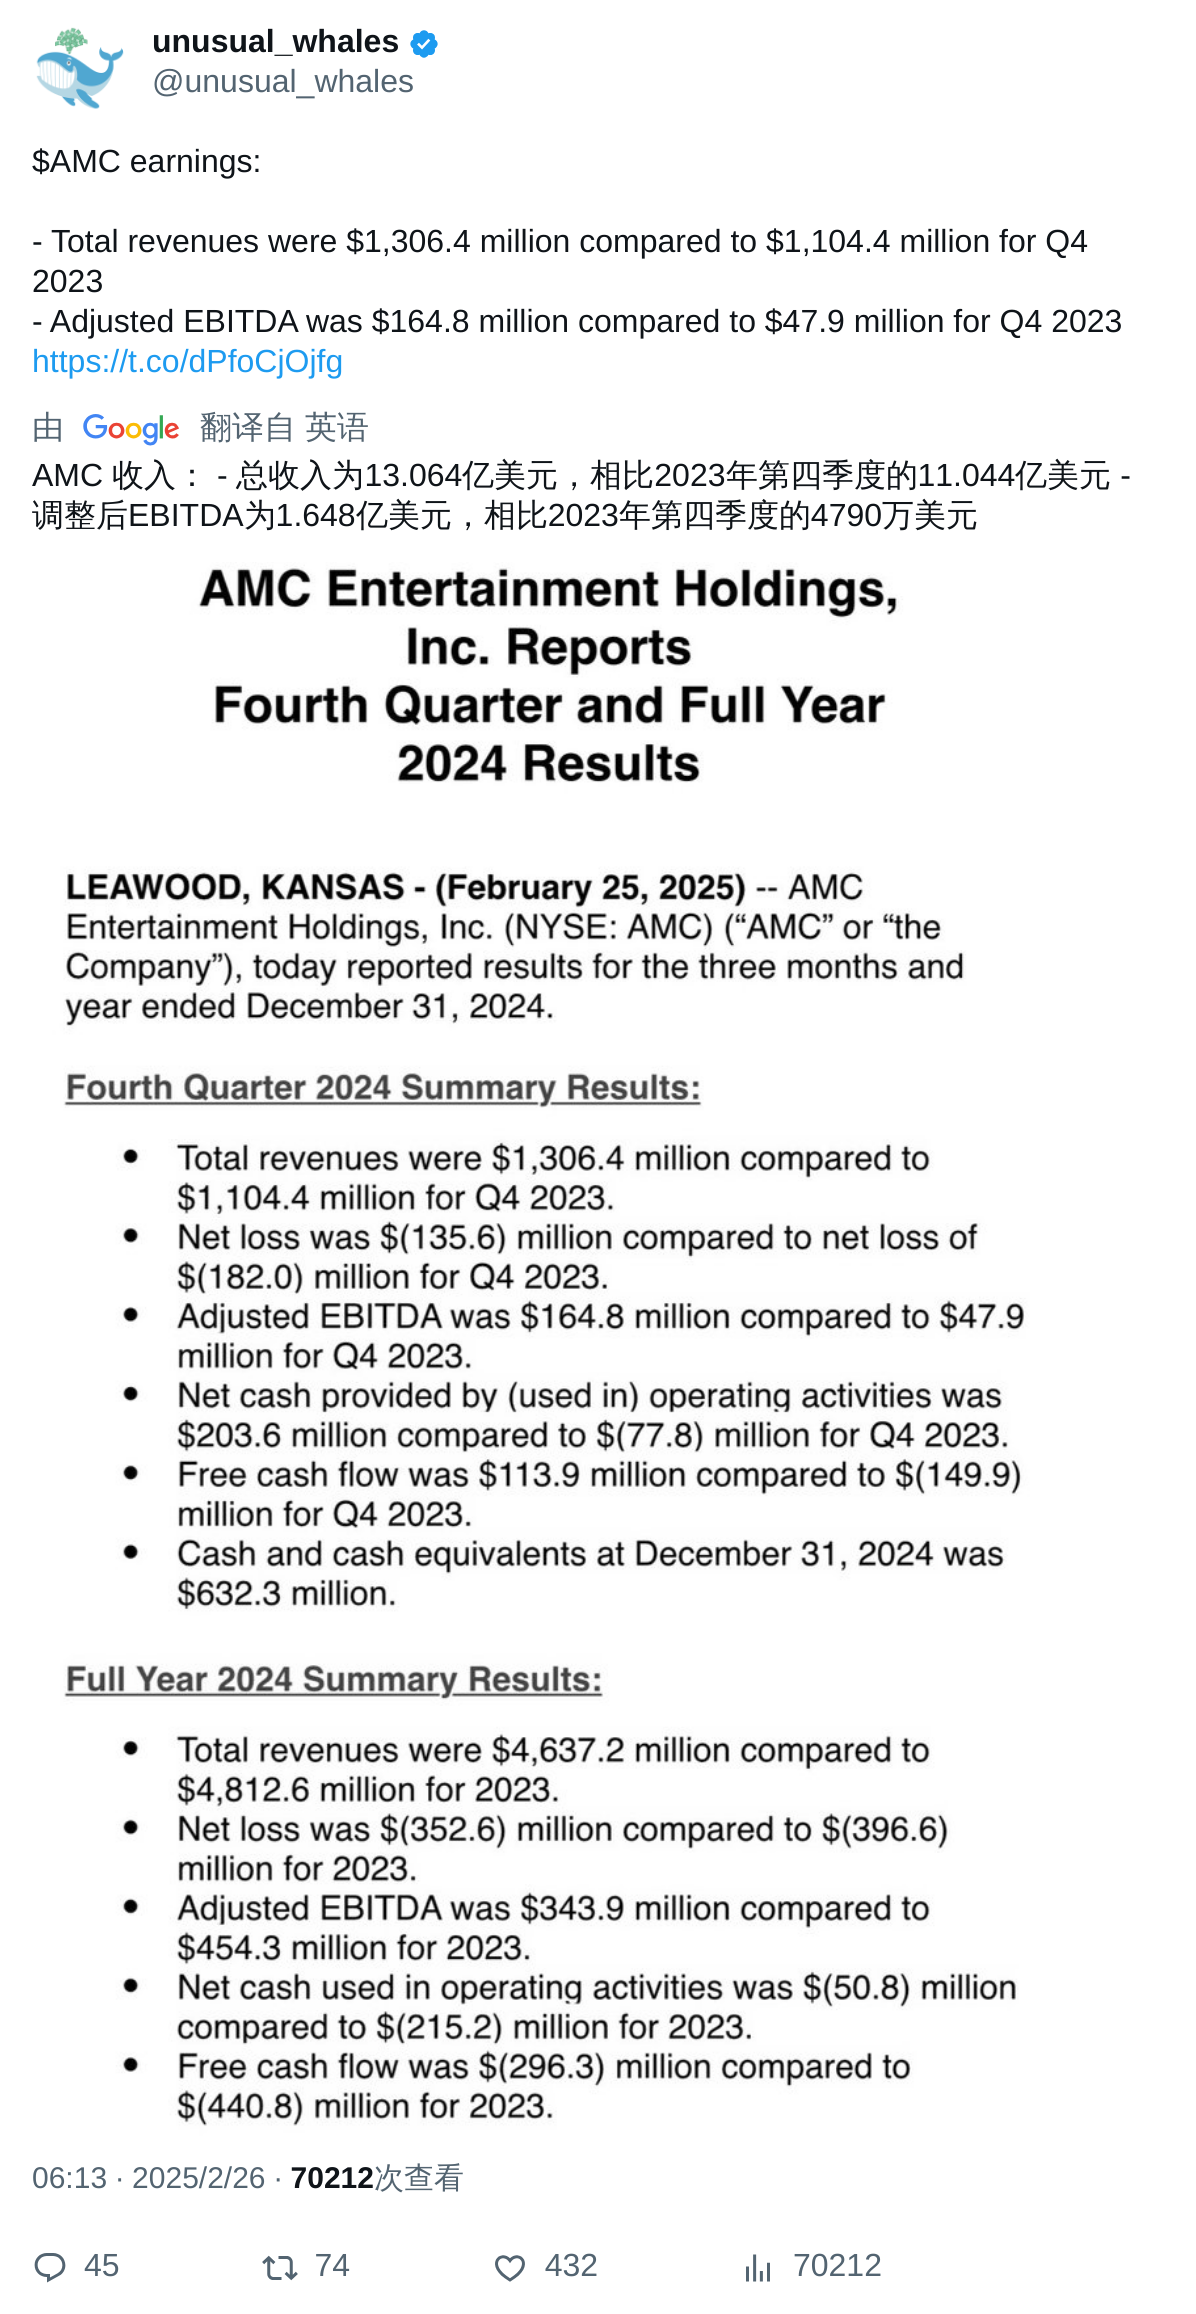 unusual_whales
@unusual_whales
$AMC earnings:
- Total revenues were $1,306.4 million compared to $1,104.4 million for Q4
2023
- Adjusted EBITDA was $164.8 million compared to $47.9 million for Q4 2023
https://t.co/dPfoCjOjfg
由 Google 翻译自 英语
AMC 收入： - 总收入为13.064亿美元，相比2023年第四季度的11.044亿美元 -
调整后EBITDA为1.648亿美元，相比2023年第四季度的4790万美元
AMC Entertainment Holdings,
Inc. Reports
Fourth Quarter and Full Year
2024 Results
LEAWOOD, KANSAS - (February 25, 2025) -- AMC
Entertainment Holdings, Inc. (NYSE: AMC) (“AMC” or “the
Company”), today reported results for the three months and
year ended December 31, 2024.
Fourth Quarter 2024 Summary Results:
• Total revenues were $1,306.4 million compared to
$1,104.4 million for Q4 2023.
• Net loss was $(135.6) million compared to net loss of
$(182.0) million for Q4 2023.
• Adjusted EBITDA was $164.8 million compared to $47.9
million for Q4 2023.
• Net cash provided by (used in) operating activities was
$203.6 million compared to $(77.8) million for Q4 2023.
• Free cash flow was $113.9 million compared to $(149.9)
million for Q4 2023.
• Cash and cash equivalents at December 31, 2024 was
$632.3 million.
Full Year 2024 Summary Results:
• Total revenues were $4,637.2 million compared to
$4,812.6 million for 2023.
• Net loss was $(352.6) million compared to $(396.6)
million for 2023.
• Adjusted EBITDA was $343.9 million compared to
$454.3 million for 2023.
• Net cash used in operating activities was $(50.8) million
compared to $(215.2) million for 2023.
• Free cash flow was $(296.3) million compared to
$(440.8) million for 2023.
06:13 · 2025/2/26 · 70212次查看
45 74 432 70212